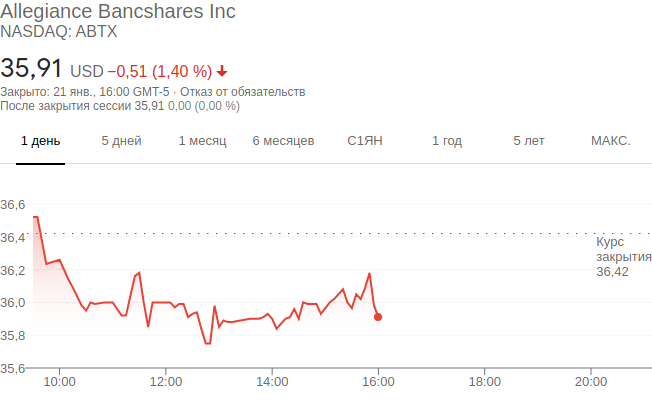 Allegiance Bancshares Inc
NASDAQ: ABTX
35,91 USD −0,51 (1,40 %)
Закрыто: 21 янв., 16:00 GMT-5 · Отказ от обязательств
После закрытия сессии 35,91 0,00 (0,00 %)
1 день 5 дней 1 месяц 6 месяцев С1ЯН 1 год 5 лет МАКС.
36,6
36,4
Курс
закрытия
36,42
36,2
36,0
35,8
35,6
10:00 12:00 14:00 16:00 18:00 20:00